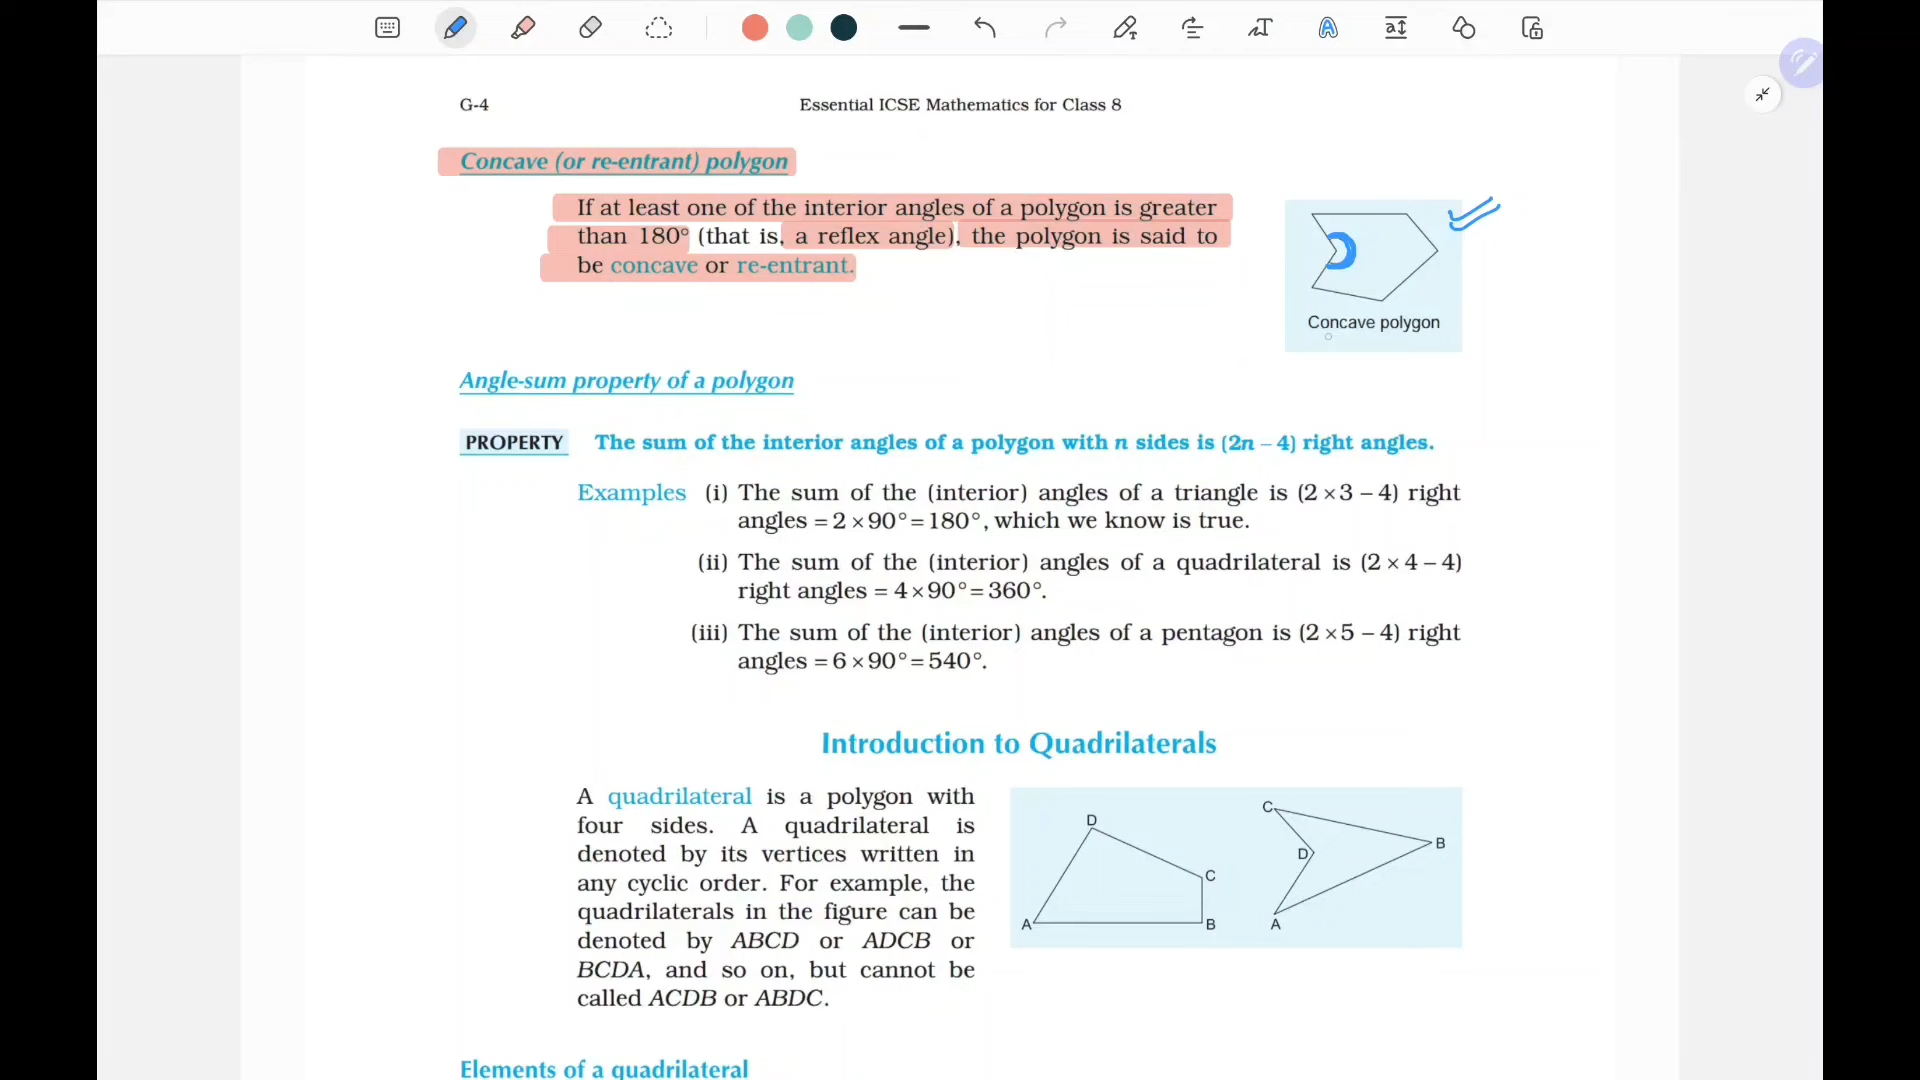 G-4
Essential ICSE Mathematics for Class 8
Concave (or re-entrant) polygon
If at least one of the interior angles of a polygon is greater
than 180° (that is, a reflex angle), the polygon is said to
be concave or re-entrant.
Concave polygon
Angle-sum property of a polygon
PROPERTY The sum of the interior angles of a polygon with n sides is (2n – 4) right angles.
Examples (i) The sum of the (interior) angles of a triangle is (2 × 3 – 4) right
angles = 2 × 90° = 180°, which we know is true.
(ii) The sum of the (interior) angles of a quadrilateral is (2 × 4 – 4)
right angles = 4 × 90° = 360°.
(iii) The sum of the (interior) angles of a pentagon is (2 × 5 – 4) right
angles = 6 × 90° = 540°.
Introduction to Quadrilaterals
A quadrilateral is a polygon with
four sides. A quadrilateral is
denoted by its vertices written in
any cyclic order. For example, the
quadrilaterals in the figure can be
denoted by ABCD or ADCB or
BCDA, and so on, but cannot be
called ACDB or ABDC.
D
C
A
B
C
B
D
A
Elements of a quadrilateral